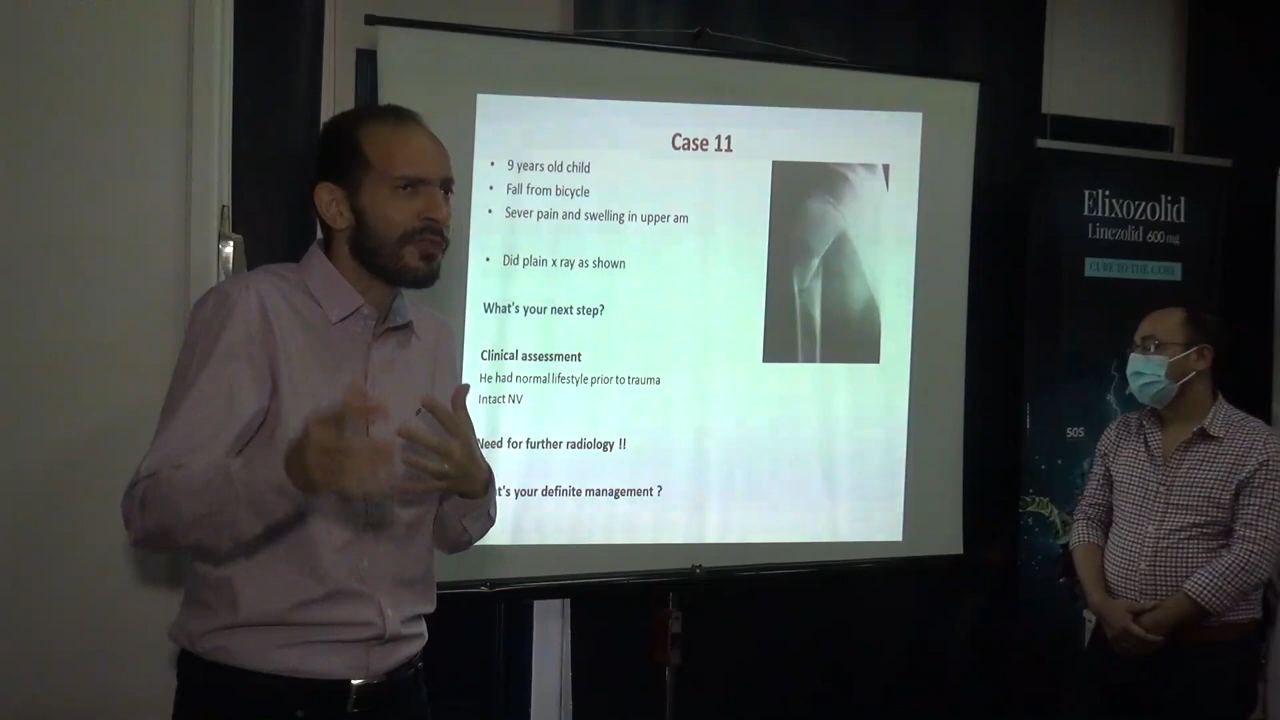 Case 11
• 9 years old child
• Fall from bicycle
• Sever pain and swelling in upper am
• Did plain x ray as shown
What's your next step?
Clinical assessment
He had normal lifestyle prior to trauma
Intact NV
Need for further radiology !!
t's your definite management ?
Elixozolid
Linezolid 600 mg
CURE TO THE CORE
SOS